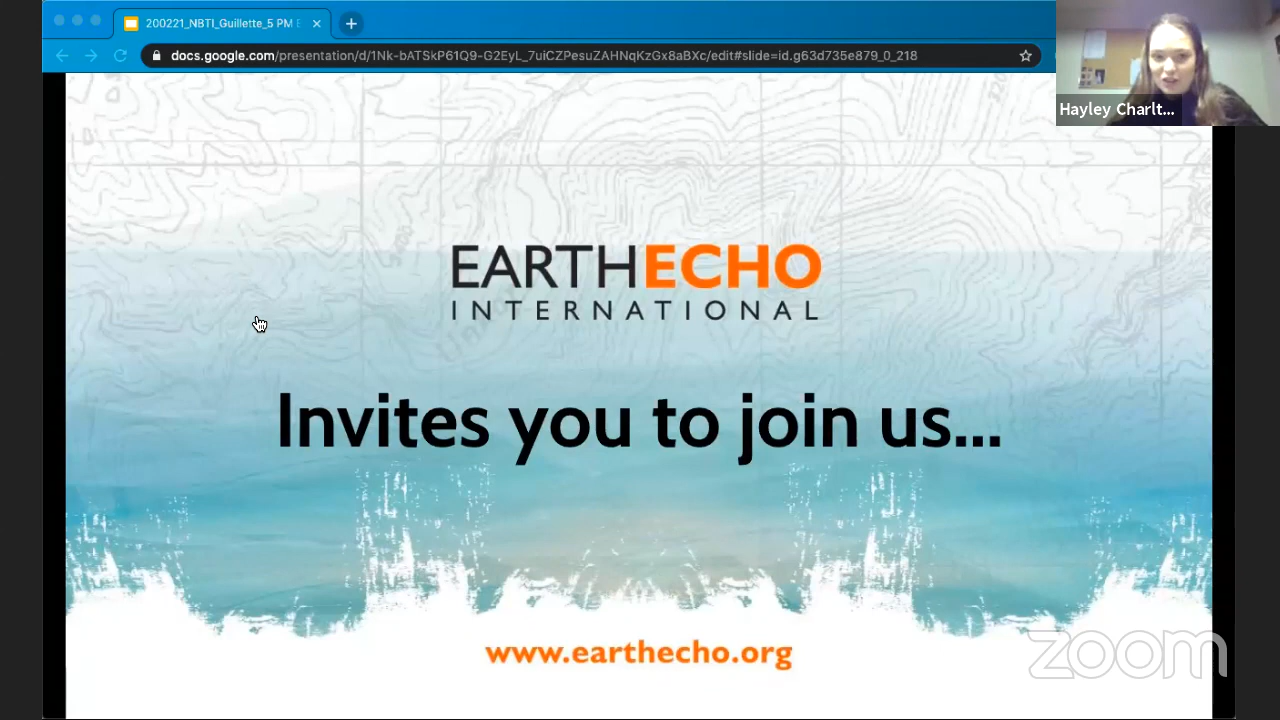 200221_NBTI_Guillette_5 PM E
docs.google.com/presentation/d/1Nk-bATSkP61Q9-G2EyL_7uiCZPesuZAHNqKzGx8aBXc/edit#slide=id.g63d735e879_0_218
Hayley Charlt...
EARTHECHO
INTERNATIONAL
Invites you to join us...
www.earthecho.org
zoom